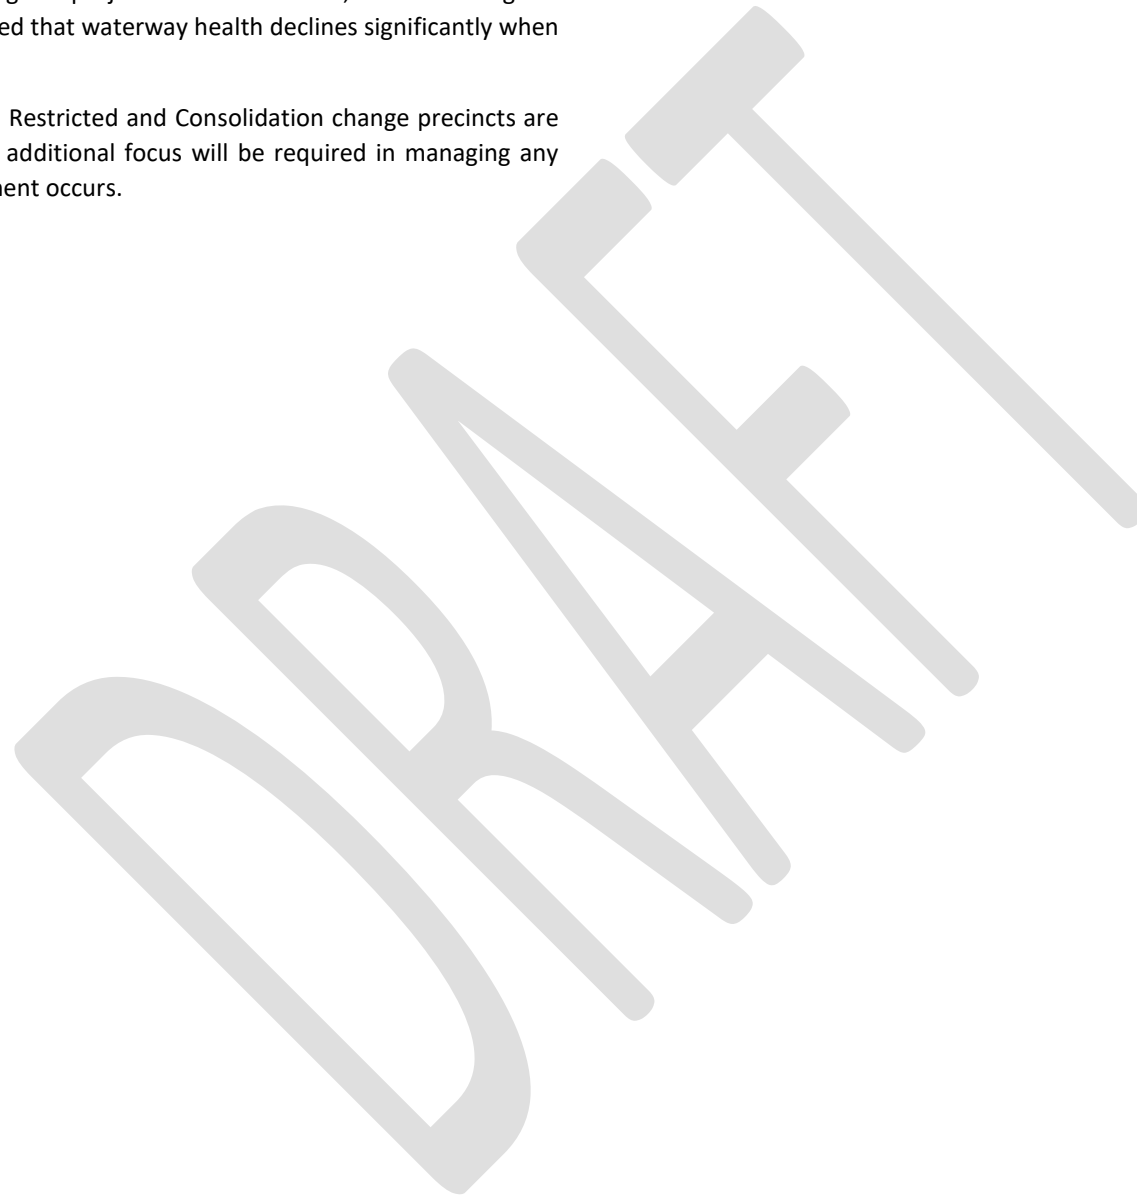 ed that waterway health declines significantly when
Restricted and Consolidation change precincts are
additional focus will be required in managing any
ent occurs.
DRAFT